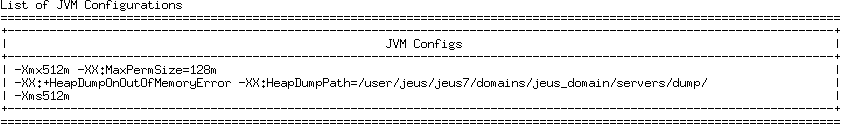 List of JVM Configurations
================================================================================
+------------------------------------------------------------------------------+
| JVM Configs |
+------------------------------------------------------------------------------+
| -Xmx512m -XX:MaxPermSize=128m |
| -XX:+HeapDumpOnOutOfMemoryError -XX:HeapDumpPath=/user/jeus/jeus7/domains/jeus_domain/servers/dump/ |
| -Xms512m |
+------------------------------------------------------------------------------+
================================================================================